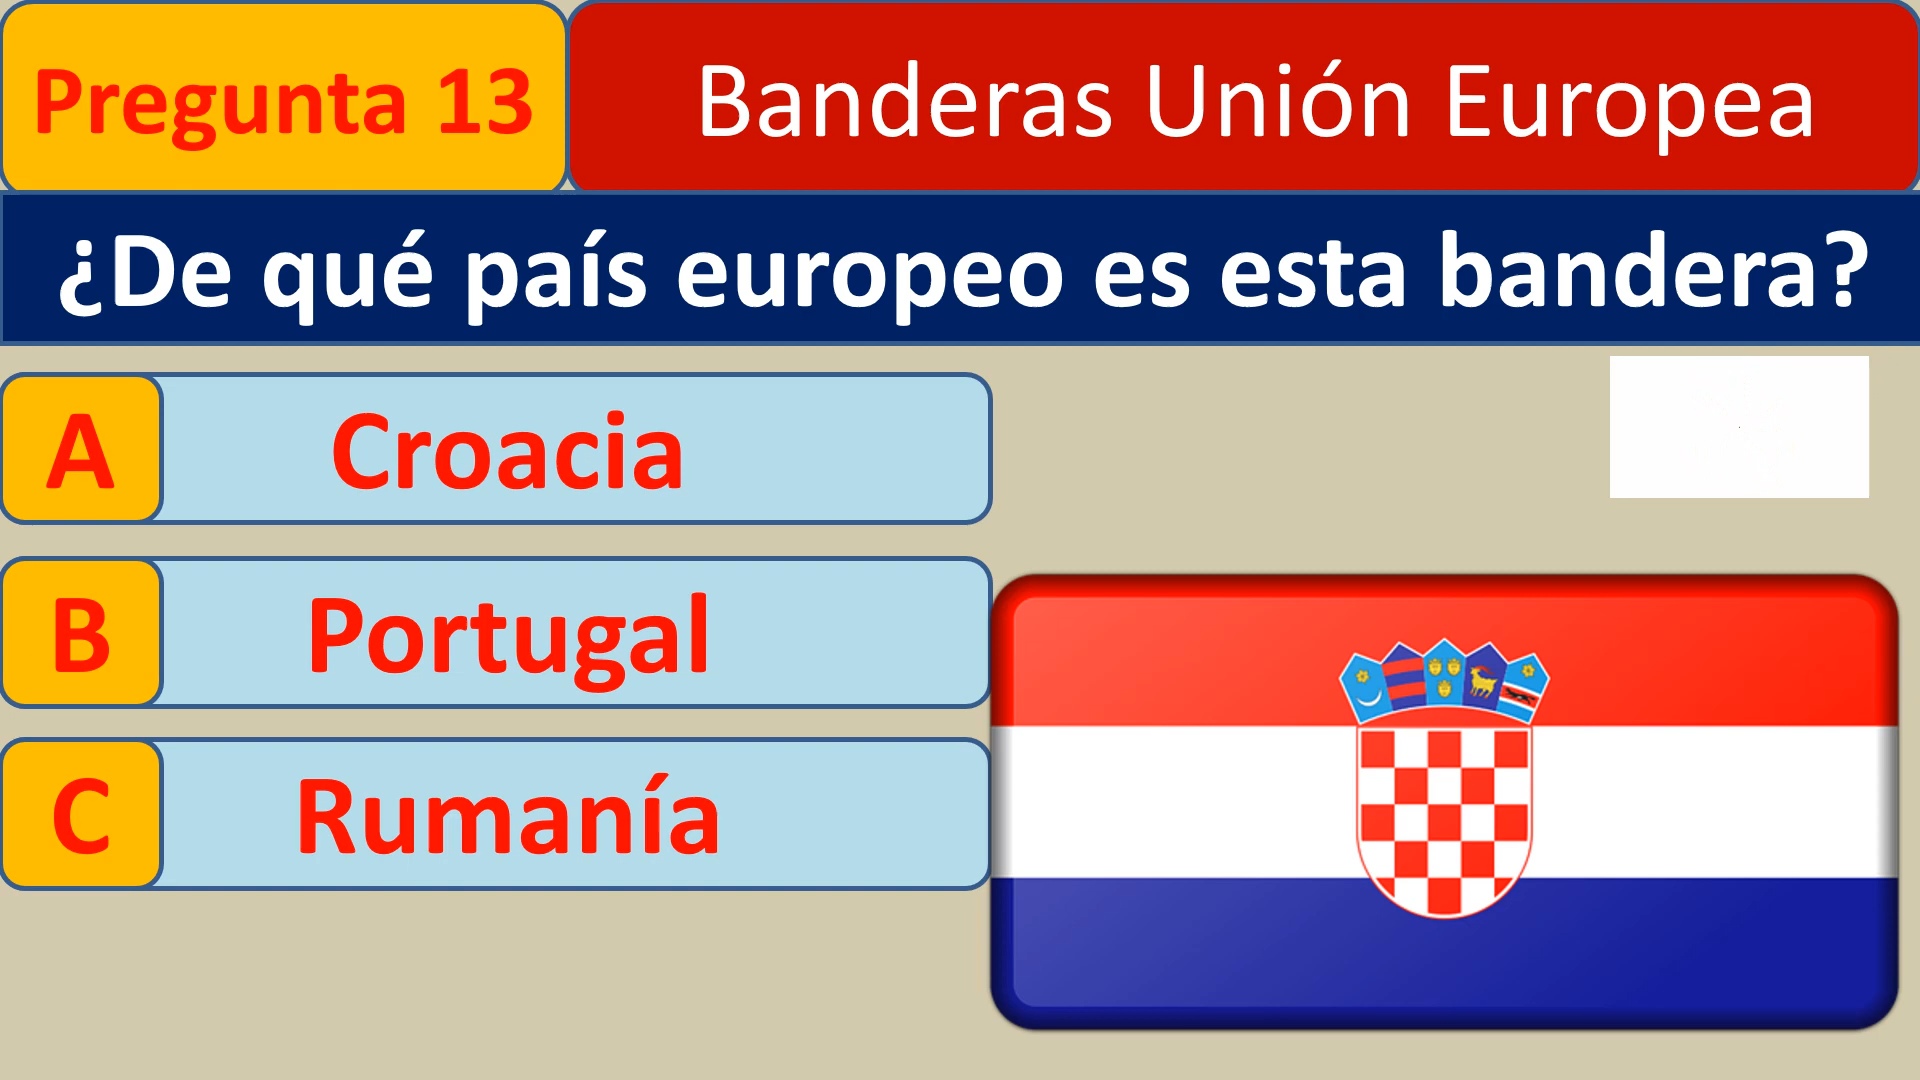 Pregunta 13
Banderas Unión Europea
¿De qué país europeo es esta bandera?
A Croacia
B Portugal
C Rumanía